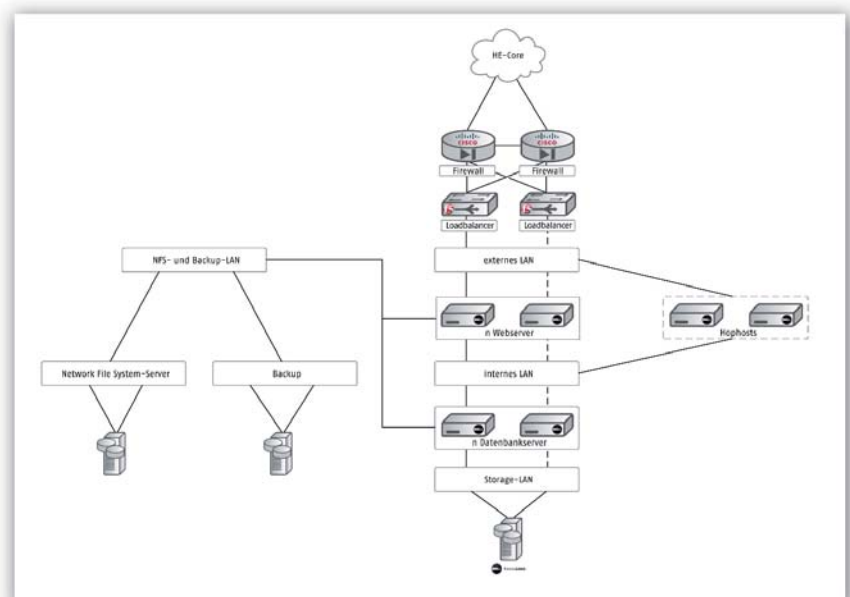 HE-Core
CISCO
CISCO
Firewall
Firewall
Loadbalancer
Loadbalancer
NFS- und Backup-LAN
externes LAN
n Webserver
Hophosts
Network File System-Server
Backup
internes LAN
n Datenbankserver
Storage-LAN